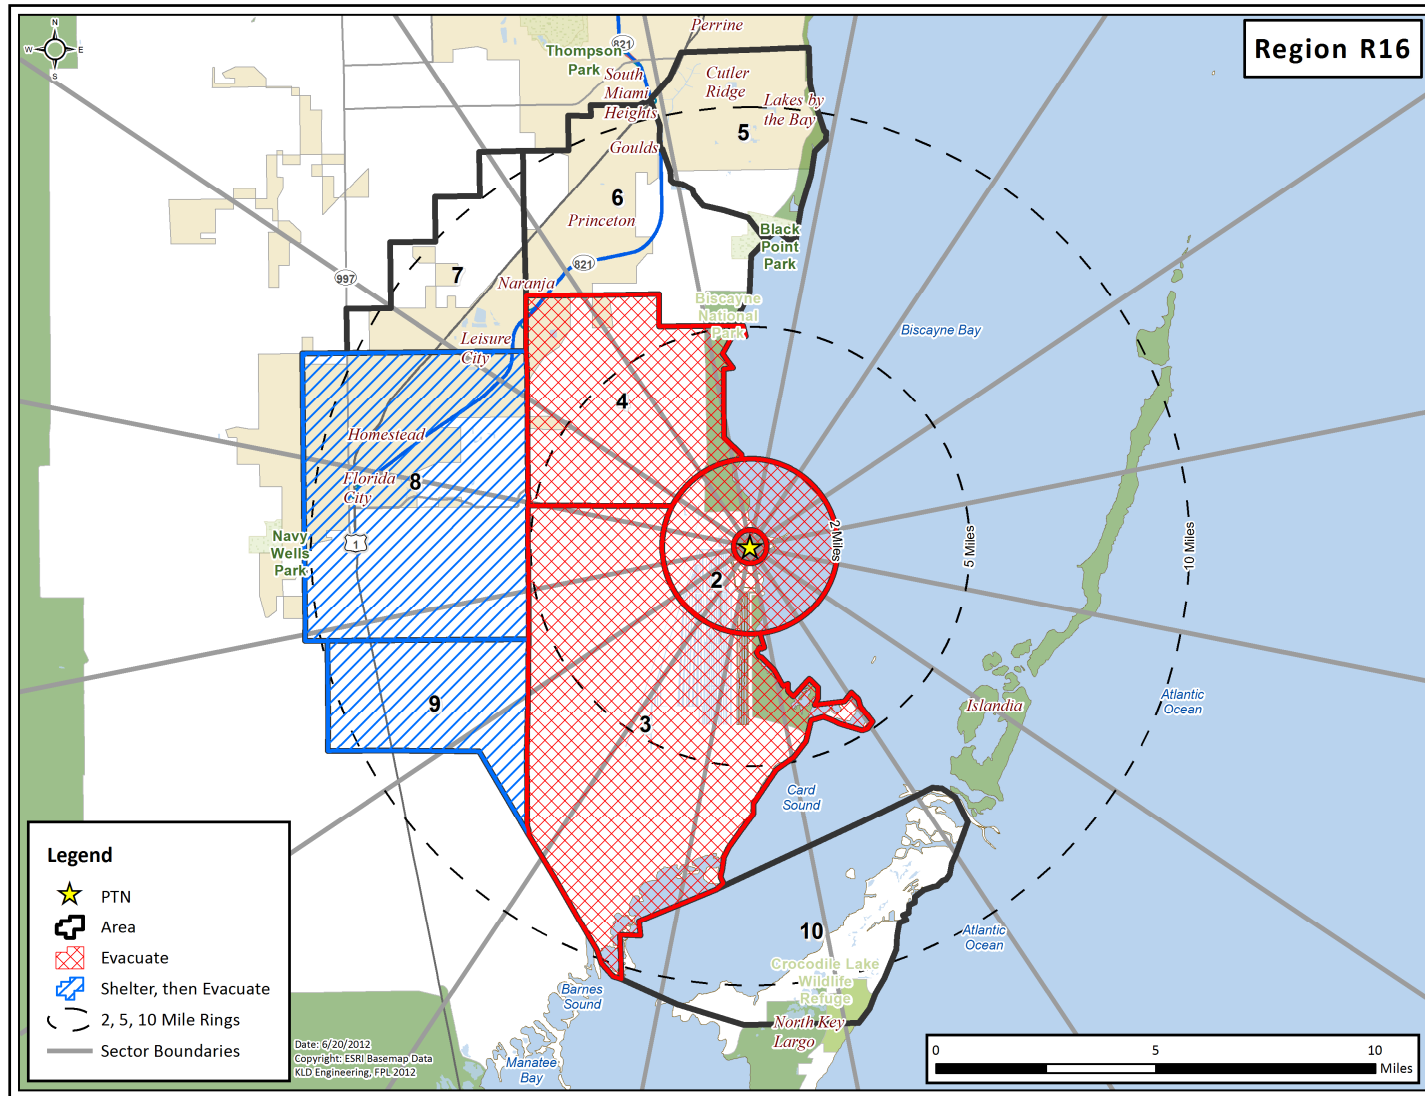 Region R16
N
W
E
S
Perrine
821
Thompson
Park
South
Miami
Heights
Cutler
Ridge
Lakes by
the Bay
5
Goulds
6
Princeton
Black
Point
Park
821
997
7
Naranja
Biscayne
National
Park
Biscayne Bay
Leisure
City
4
Homestead
Florida
City
8
Navy
Wells
Park
1
2 Miles
5 Miles
10 Miles
2
9
3
Islandia
Atlantic
Ocean
Card
Sound
10
Atlantic
Ocean
Crocodile Lake
Wildlife
Refuge
Barnes
Sound
North Key
Largo
Manatee
Bay
Legend
PTN
Area
Evacuate
Shelter, then Evacuate
2, 5, 10 Mile Rings
Sector Boundaries
Date: 6/20/2012
Copyright: ESRI Basemap Data
KLD Engineering, FPL 2012
0 5 10
Miles